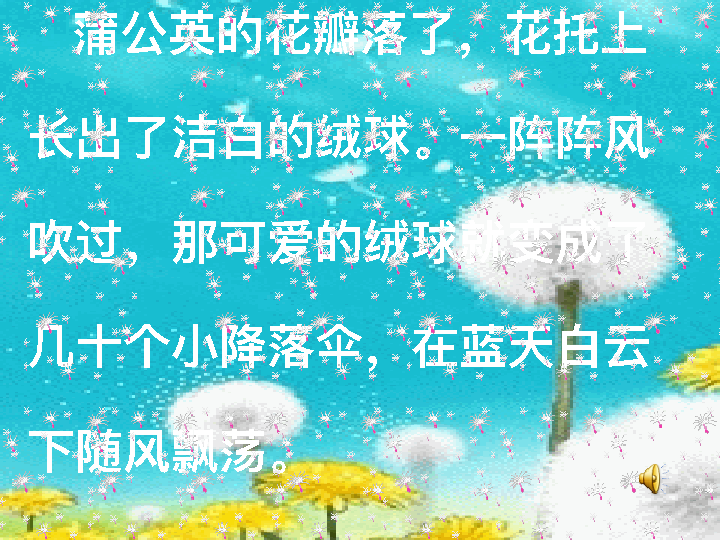 蒲公英的花瓣落了，花托上
长出了洁白的绒球。一阵阵风
吹过，那可爱的绒球就变成了
几十个小降落伞，在蓝天白云
下随风飘荡。